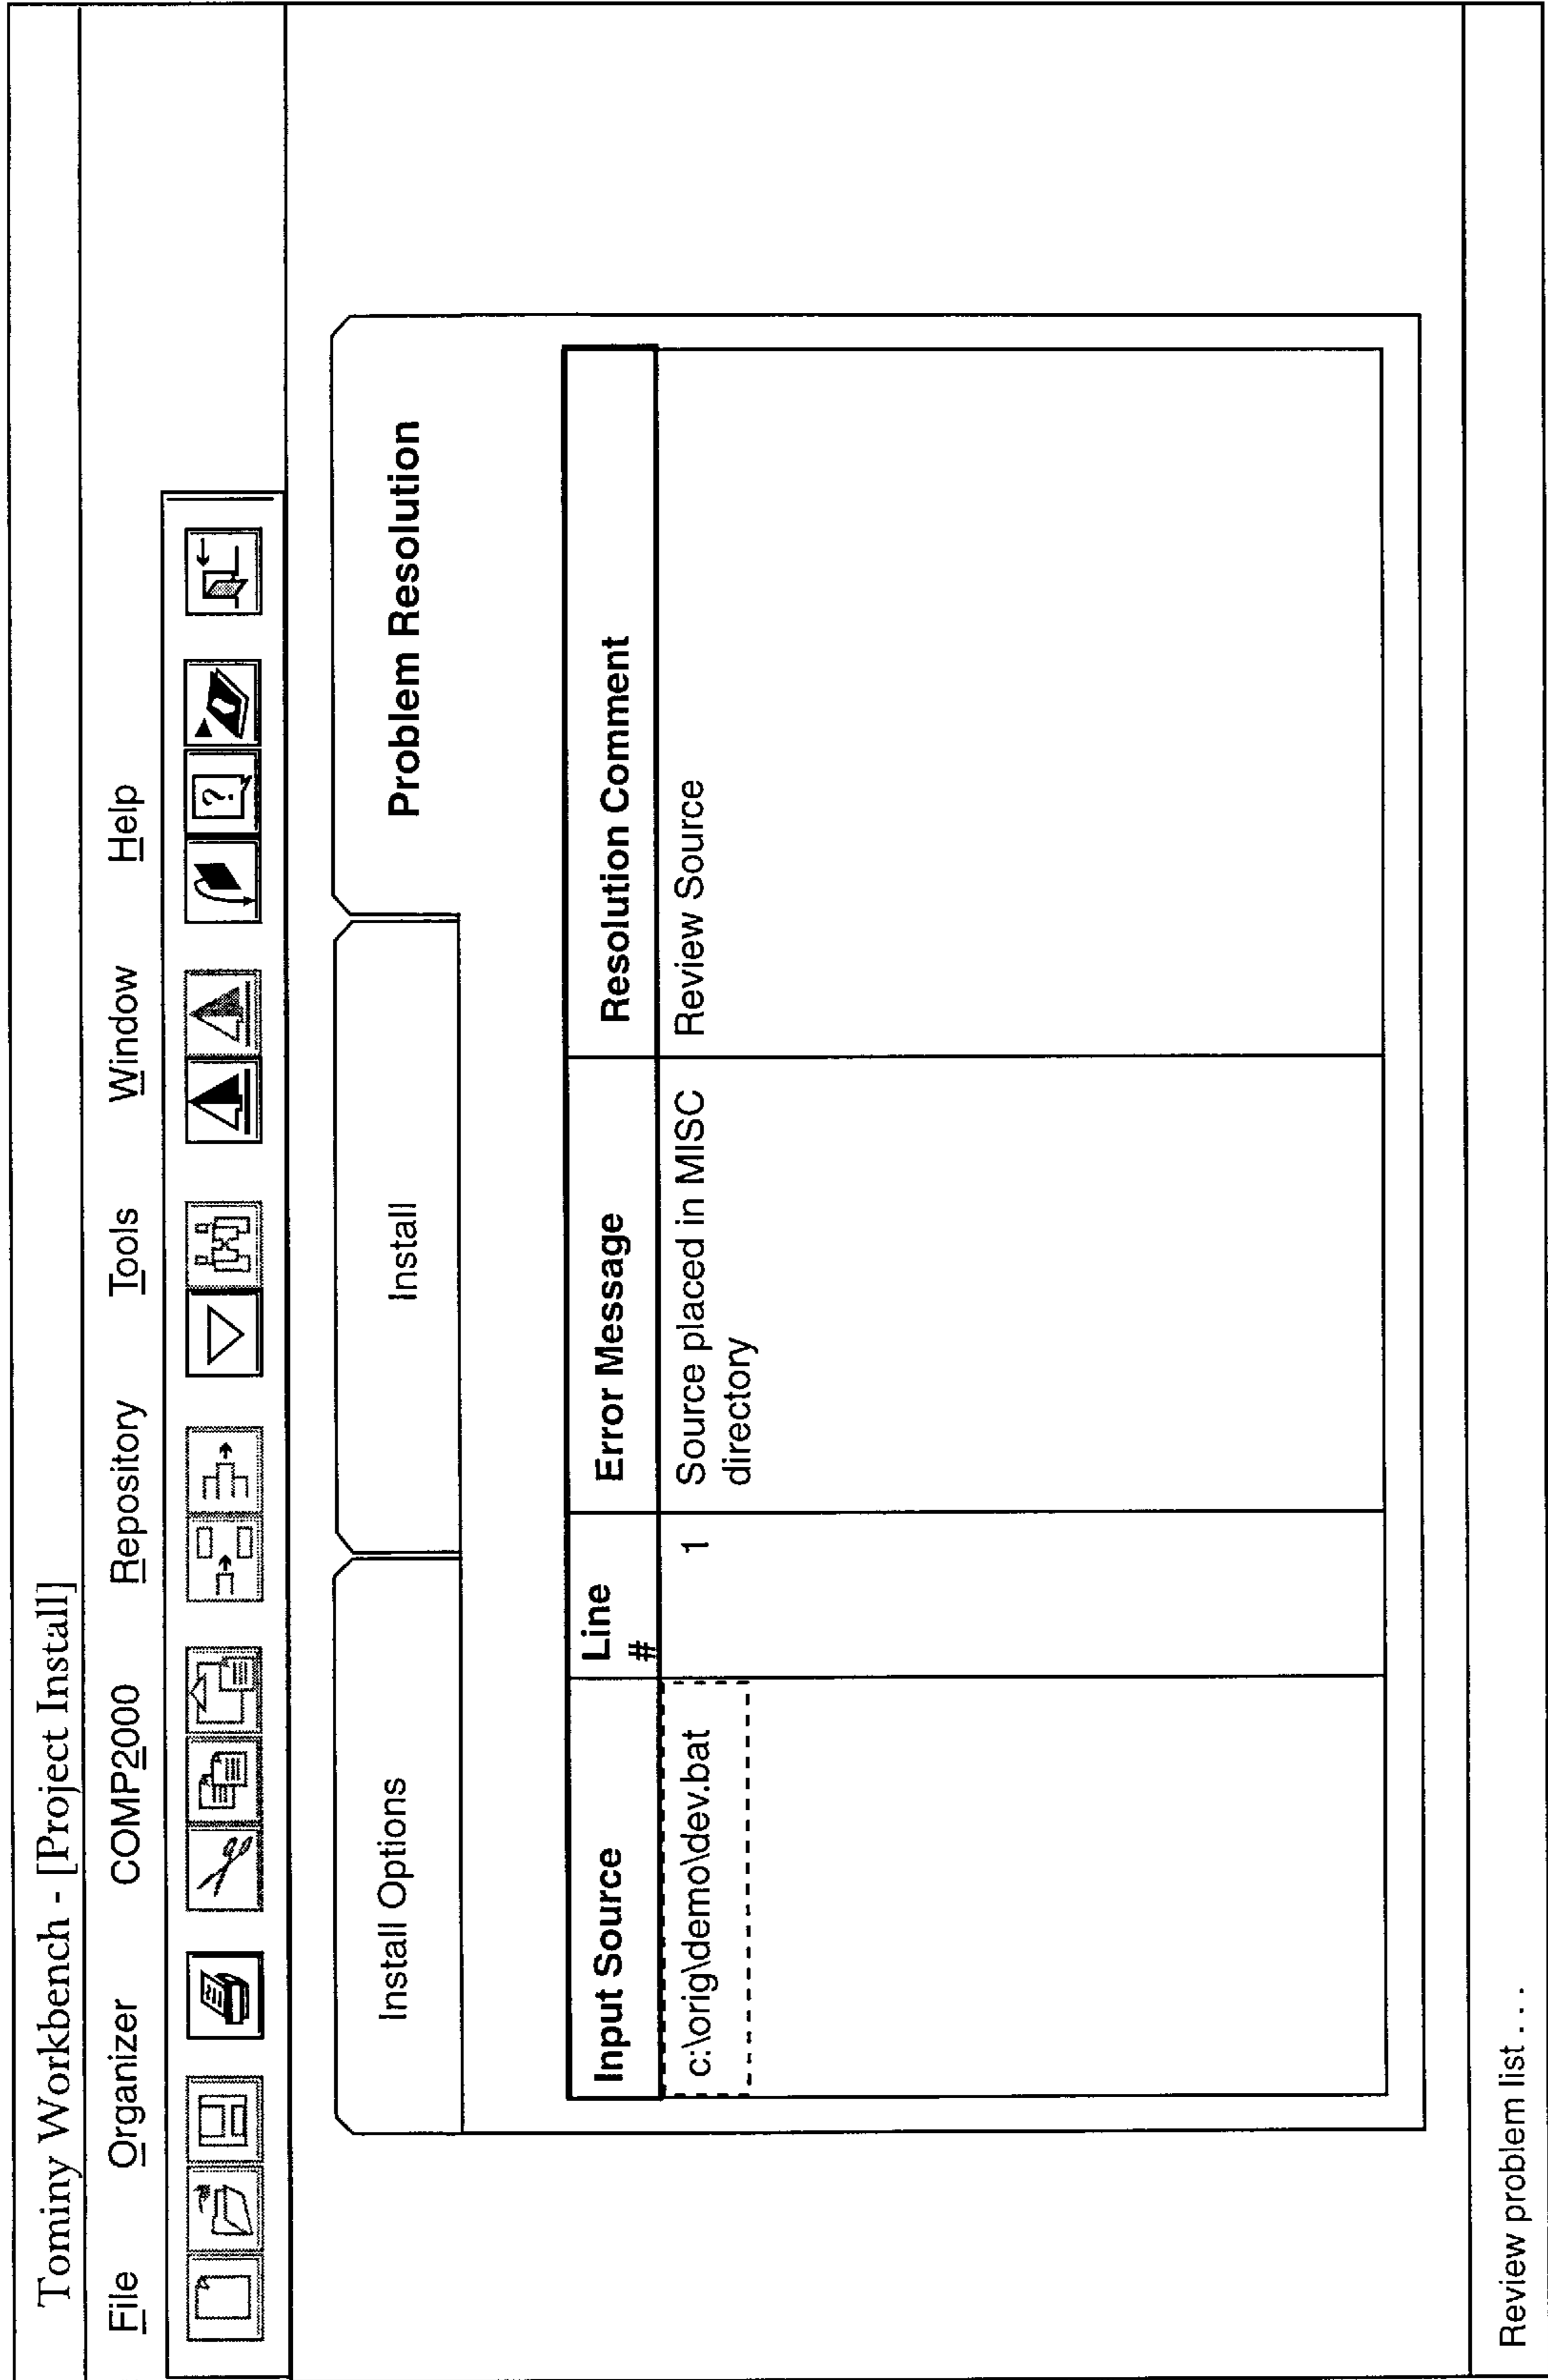 Tominy Workbench - [Project Install]
File Organizer COMP2000 Repository Tools Window Help
?
Install Options Install Problem Resolution
Input Source Line # Error Message Resolution Comment
c:\orig\demo\dev.bat 1 Source placed in MISC Review Source
directory
Review problem list . . .